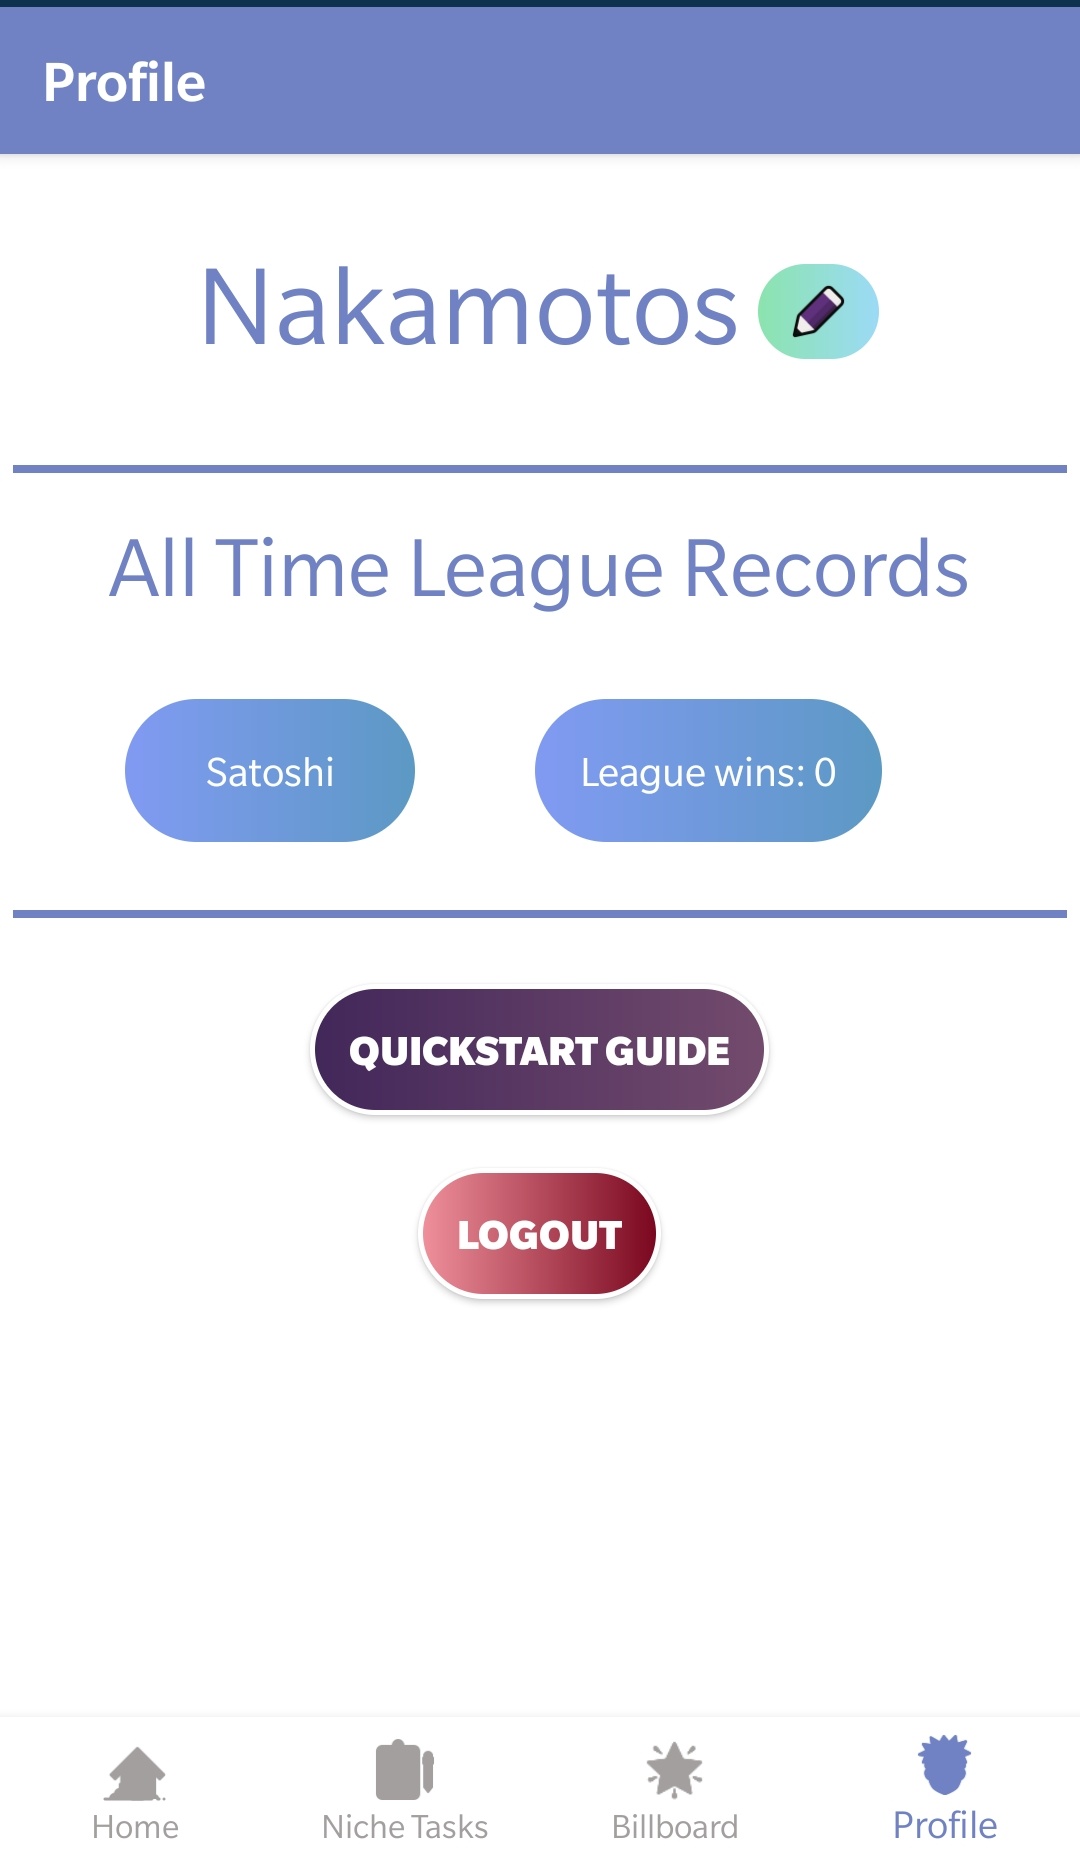 Profile
Nakamotos
All Time League Records
Satoshi
League wins: 0
QUICKSTART GUIDE
LOGOUT
Home
Niche Tasks
Billboard
Profile